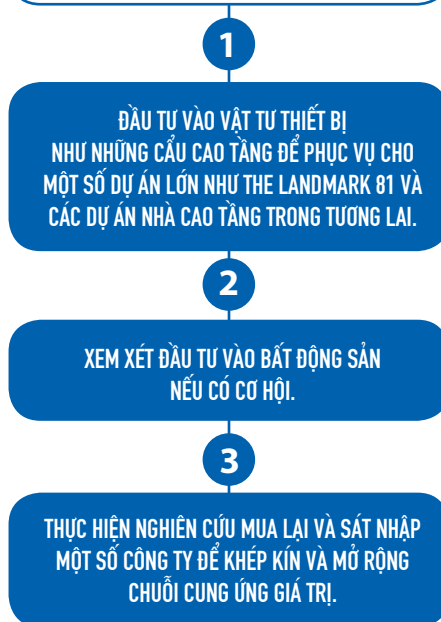 1
ĐẦU TƯ VÀO VẬT TƯ THIẾT BỊ
NHƯ NHỮNG CẨU CAO TẦNG ĐỂ PHỤC VỤ CHO
MỘT SỐ DỰ ÁN LỚN NHƯ THE LANDMARK 81 VÀ
CÁC DỰ ÁN NHÀ CAO TẦNG TRONG TƯƠNG LAI.
2
XEM XÉT ĐẦU TƯ VÀO BẤT ĐỘNG SẢN
NẾU CÓ CƠ HỘI.
3
THỰC HIỆN NGHIÊN CỨU MUA LẠI VÀ SÁT NHẬP
MỘT SỐ CÔNG TY ĐỂ KHÉP KÍN VÀ MỞ RỘNG
CHUỖI CUNG ỨNG GIÁ TRỊ.